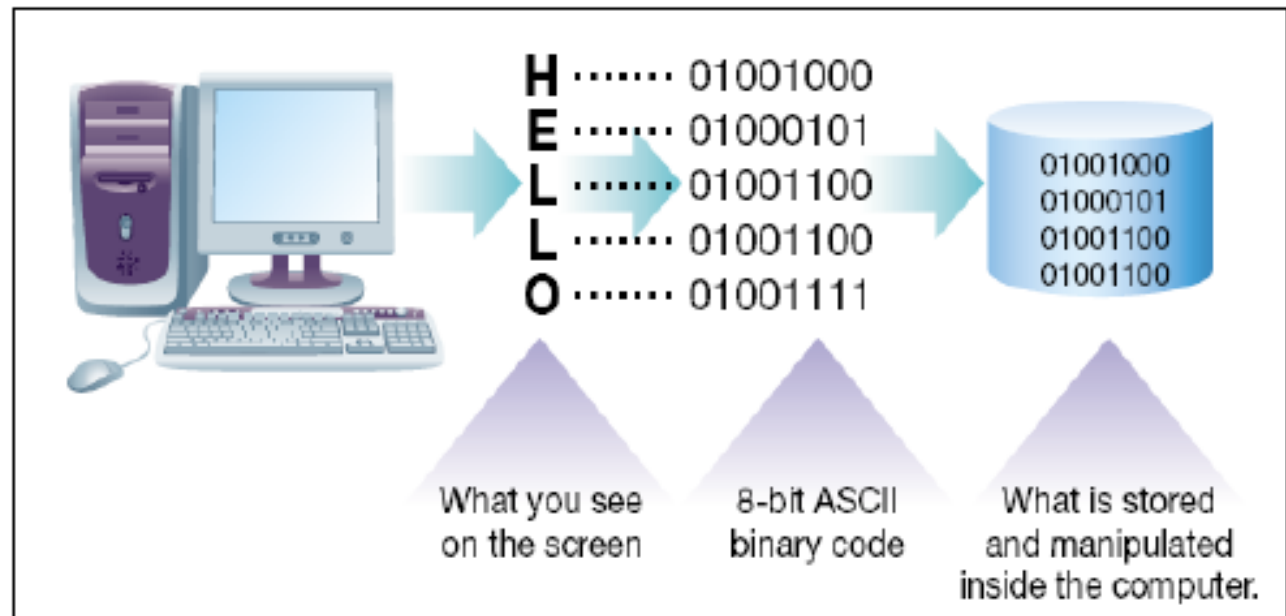 H ....... 01001000
E ....... 01000101
L ....... 01001100
L ....... 01001100
O ....... 01001111
01001000
01000101
01001100
01001100
What you see
on the screen
8-bit ASCII
binary code
What is stored
and manipulated
inside the computer.